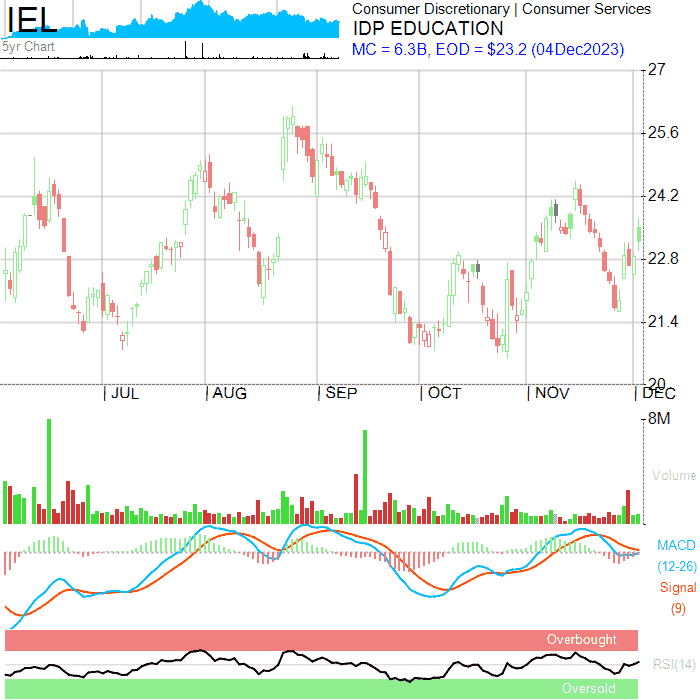 IEL
5yr Chart
Consumer Discretionary | Consumer Services
IDP EDUCATION
MC = 6.3B, EOD = $23.2 (04Dec2023)
27
25.6
24.2
22.8
21.4
20
| JUL
| AUG
| SEP
| OCT
| NOV
| DEC
8M
Volume
MACD
(12-26)
Signal
(9)
Overbought
RSI(14)
Oversold